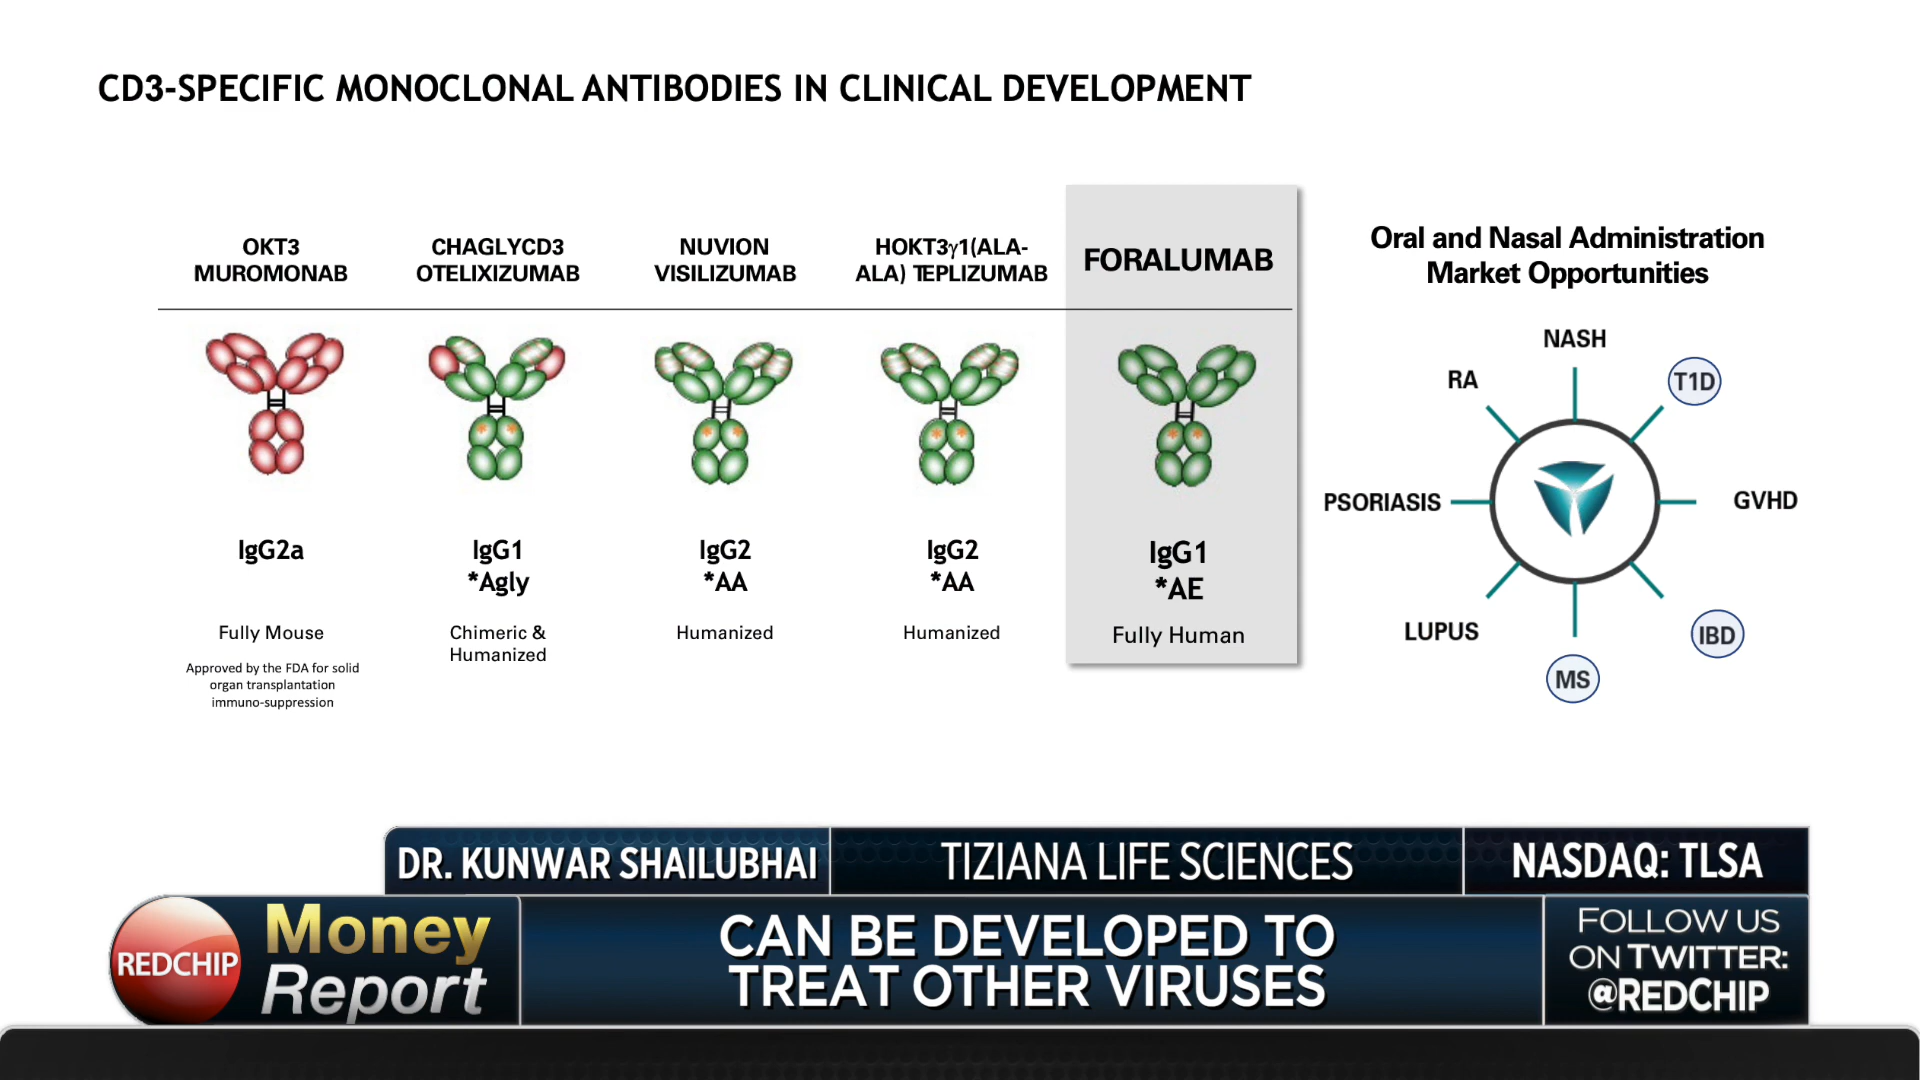 CD3-SPECIFIC MONOCLONAL ANTIBODIES IN CLINICAL DEVELOPMENT
OKT3
MUROMONAB
CHAGLYCD3
OTELIXIZUMAB
NUVION
VISILIZUMAB
HOKT3γ1(ALA-
ALA) TEPLIZUMAB
FORALUMAB
IgG2a
IgG1
*Agly
IgG2
*AA
IgG2
*AA
IgG1
*AE
Fully Mouse
Approved by the FDA for solid
organ transplantation
immuno-suppression
Chimeric &
Humanized
Humanized
Humanized
Fully Human
Oral and Nasal Administration
Market Opportunities
NASH
RA
T1D
PSORIASIS
GVHD
LUPUS
IBD
MS
DR. KUNWAR SHAILUBHAI
TIZIANA LIFE SCIENCES
NASDAQ: TLSA
REDCHIP
Money
Report
CAN BE DEVELOPED TO
TREAT OTHER VIRUSES
FOLLOW US
ON TWITTER:
@REDCHIP